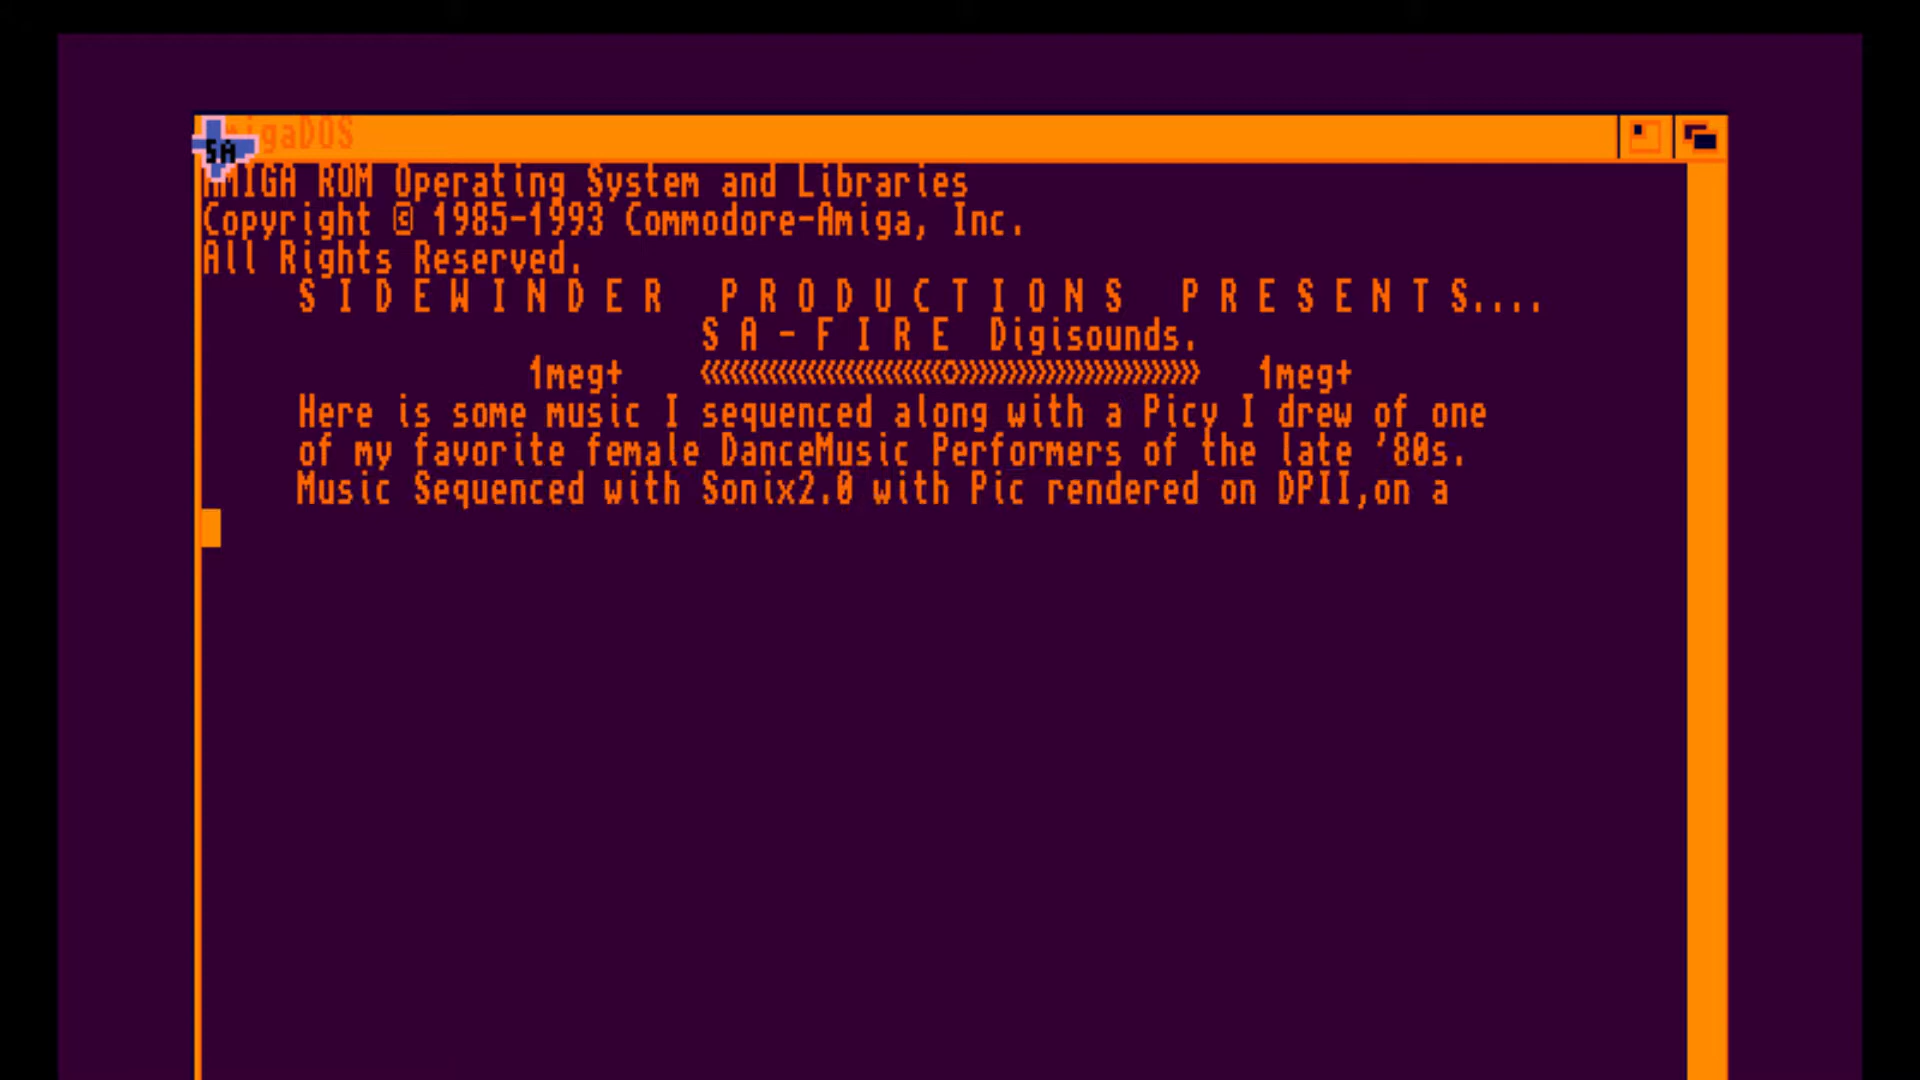 AmigaDOS
SA
AMIGA ROM Operating System and Libraries
Copyright © 1985-1993 Commodore-Amiga, Inc.
All Rights Reserved.
S I D E W I N D E R   P R O D U C T I O N S   P R E S E N T S....
S A - F I R E  Digisounds.
1meg+    <<<<<<<<<<<<<<<<<<<<<<<<<O>>>>>>>>>>>>>>>>>>>>>>>>>   1meg+
Here is some music I sequenced along with a Picy I drew of one
of my favorite female DanceMusic Performers of the late '80s.
Music Sequenced with Sonix2.0 with Pic rendered on DPII,on a